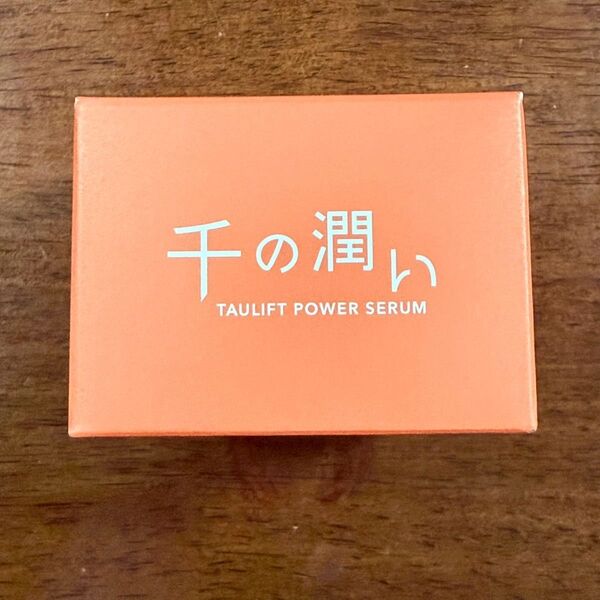 千の潤い
TAULIFT POWER SERUM